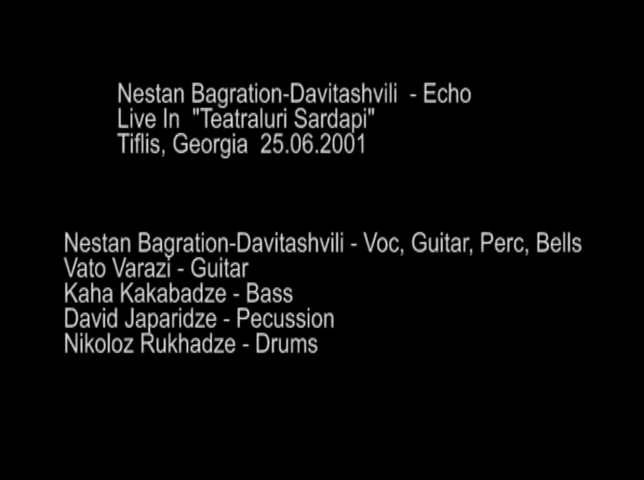 Nestan Bagration-Davitashvili - Echo
Live In "Teatraluri Sardapi"
Tiflis, Georgia 25.06.2001
Nestan Bagration-Davitashvili - Voc, Guitar, Perc, Bells
Vato Varazi - Guitar
Kaha Kakabadze - Bass
David Japaridze - Pecussion
Nikoloz Rukhadze - Drums